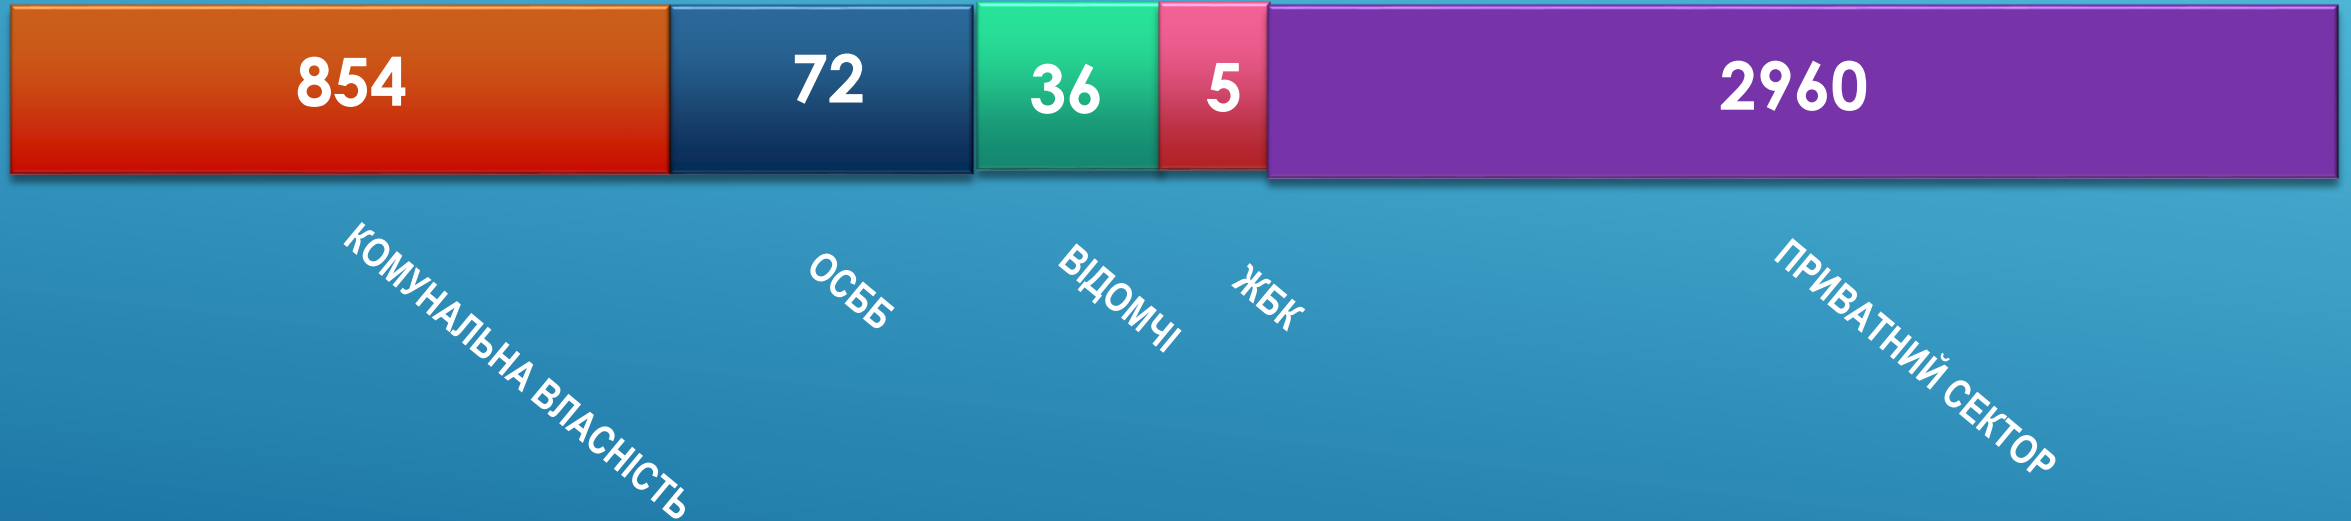 854
72
36
5
2960
КОМУНАЛЬНА ВЛАСНІСТЬ
ОСББ
ВІДОМЧІ
ЖБК
ПРИВАТНИЙ СЕКТОР